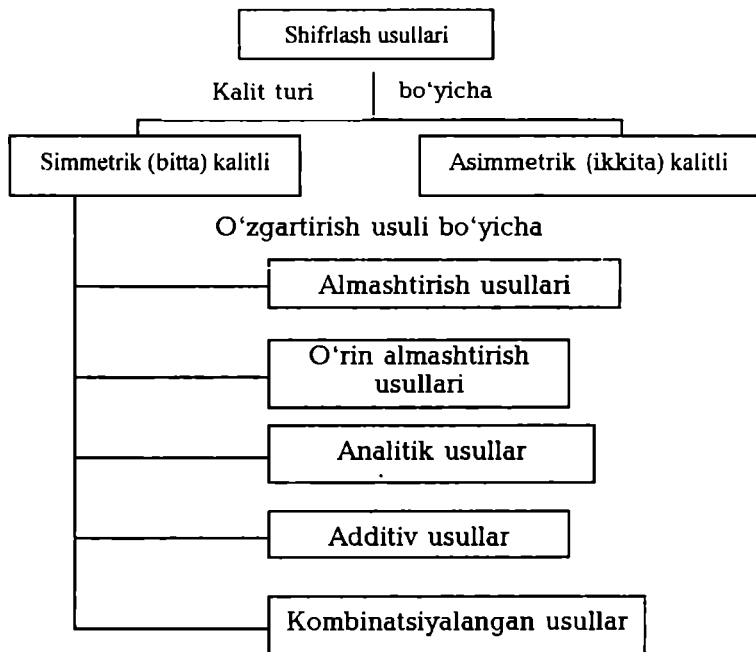 Shifrlash usullari
Kalit turi bo‘yicha
Simmetrik (bitta) kalitli
Asimmetrik (ikkita) kalitli
O‘zgartirish usuli bo‘yicha
Almashtirish usullari
O‘rin almashtirish
usullari
Analitik usullar
Additiv usullar
Kombinatsiyalangan usullar